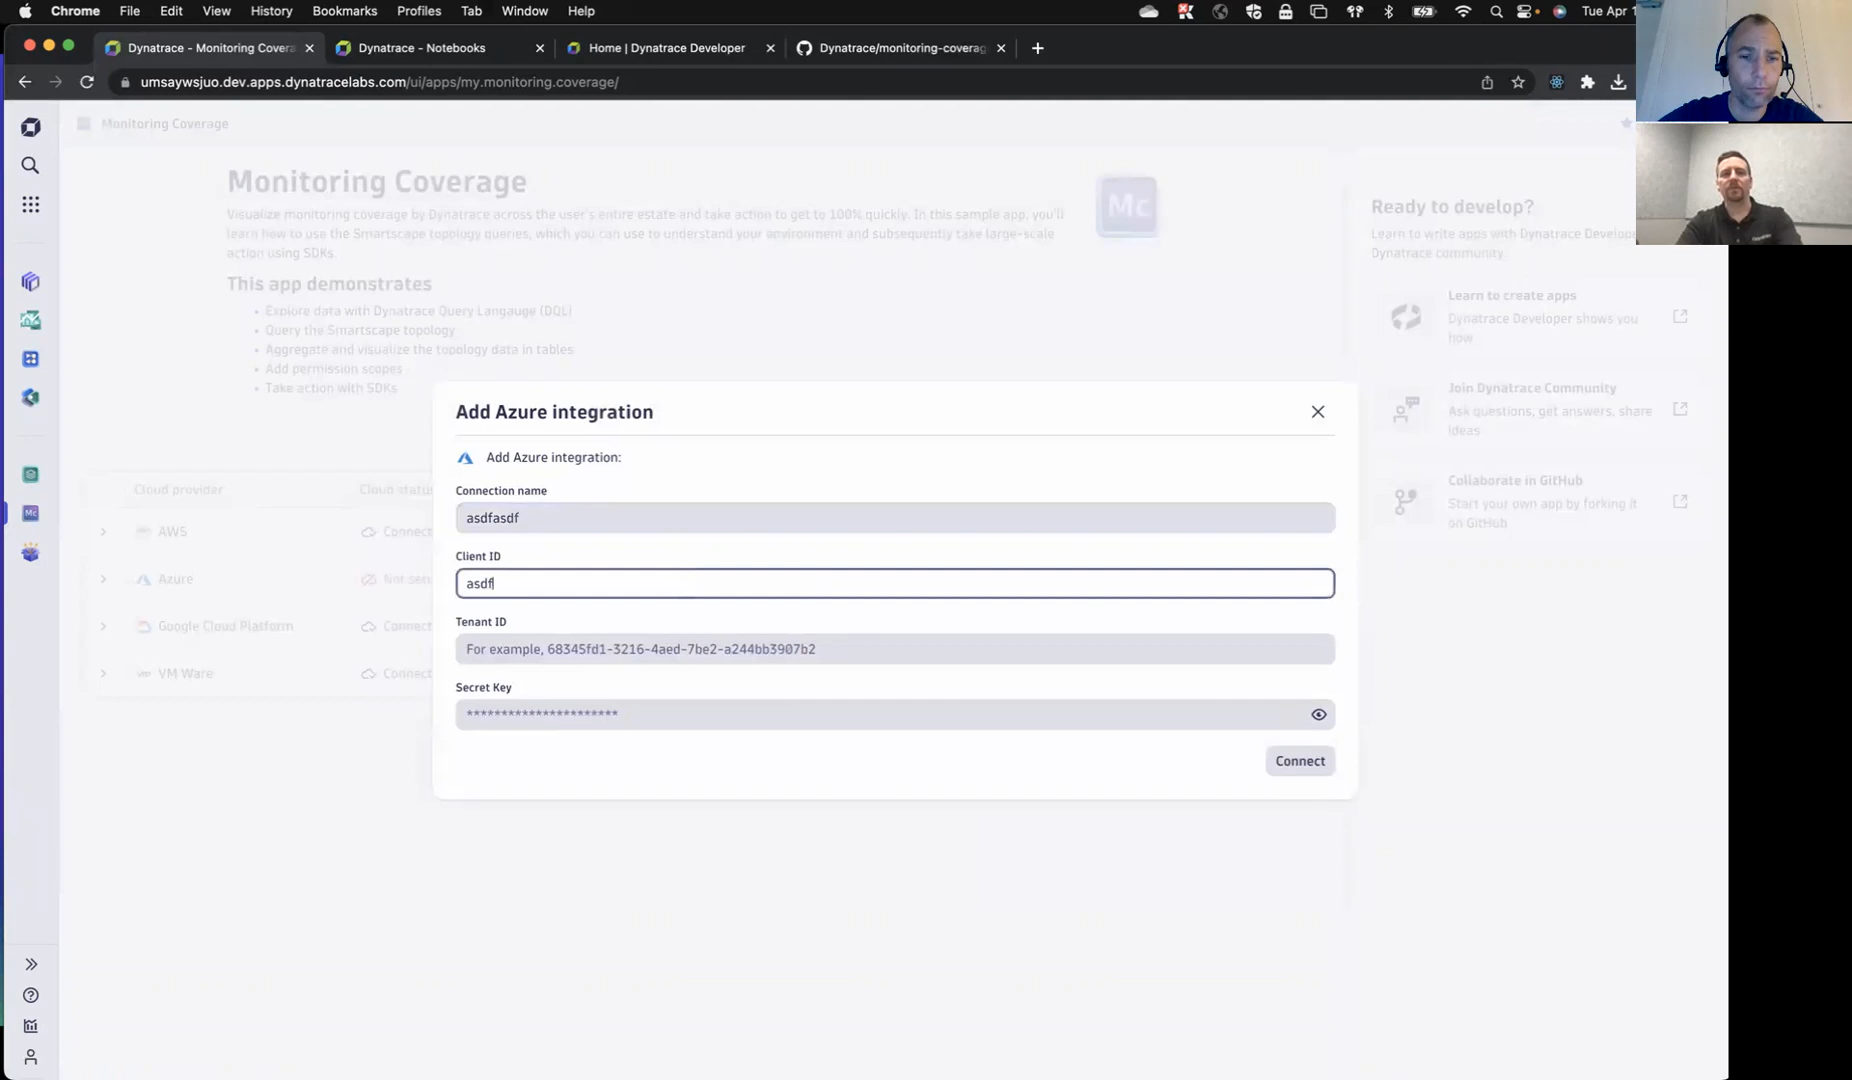 Chrome File Edit View History Bookmarks Profiles Tab Window Help
Tue Apr 1
Dynatrace - Monitoring Covera
Dynatrace - Notebooks
Home | Dynatrace Developer
Dynatrace/monitoring-coverag
umsaywsjuo.dev.apps.dynatracelabs.com/ui/apps/my.monitoring.coverage/
Monitoring Coverage
Monitoring Coverage
Visualize monitoring coverage by Dynatrace across the user's entire estate and take action to get to 100% quickly. In this sample app, you'll
learn how to use the Smartscape topology queries, which you can use to understand your environment and subsequently take large-scale
action using SDKs.
Mc
This app demonstrates
• Explore data with Dynatrace Query Langauge (DQL)
• Query the Smartscape topology
• Aggregate and visualize the topology data in tables
• Add permission scopes
• Take action with SDKs
Ready to develop?
Learn to write apps with Dynatrace Develope
Dynatrace community.
Learn to create apps
Dynatrace Developer shows you
how
Join Dynatrace Community
Ask questions, get answers, share
ideas
Collaborate in GitHub
Start your own app by forking it
on GitHub
Cloud provider Cloud statu
AWS Connect
Azure Not
Google Cloud Platform Connect
VM Ware Connect
Mc
Add Azure integration
Add Azure integration:
Connection name
asdfasdf
Client ID
asdf
Tenant ID
For example, 68345fd1-3216-4aed-7be2-a244bb3907b2
Secret Key
**********************
Connect